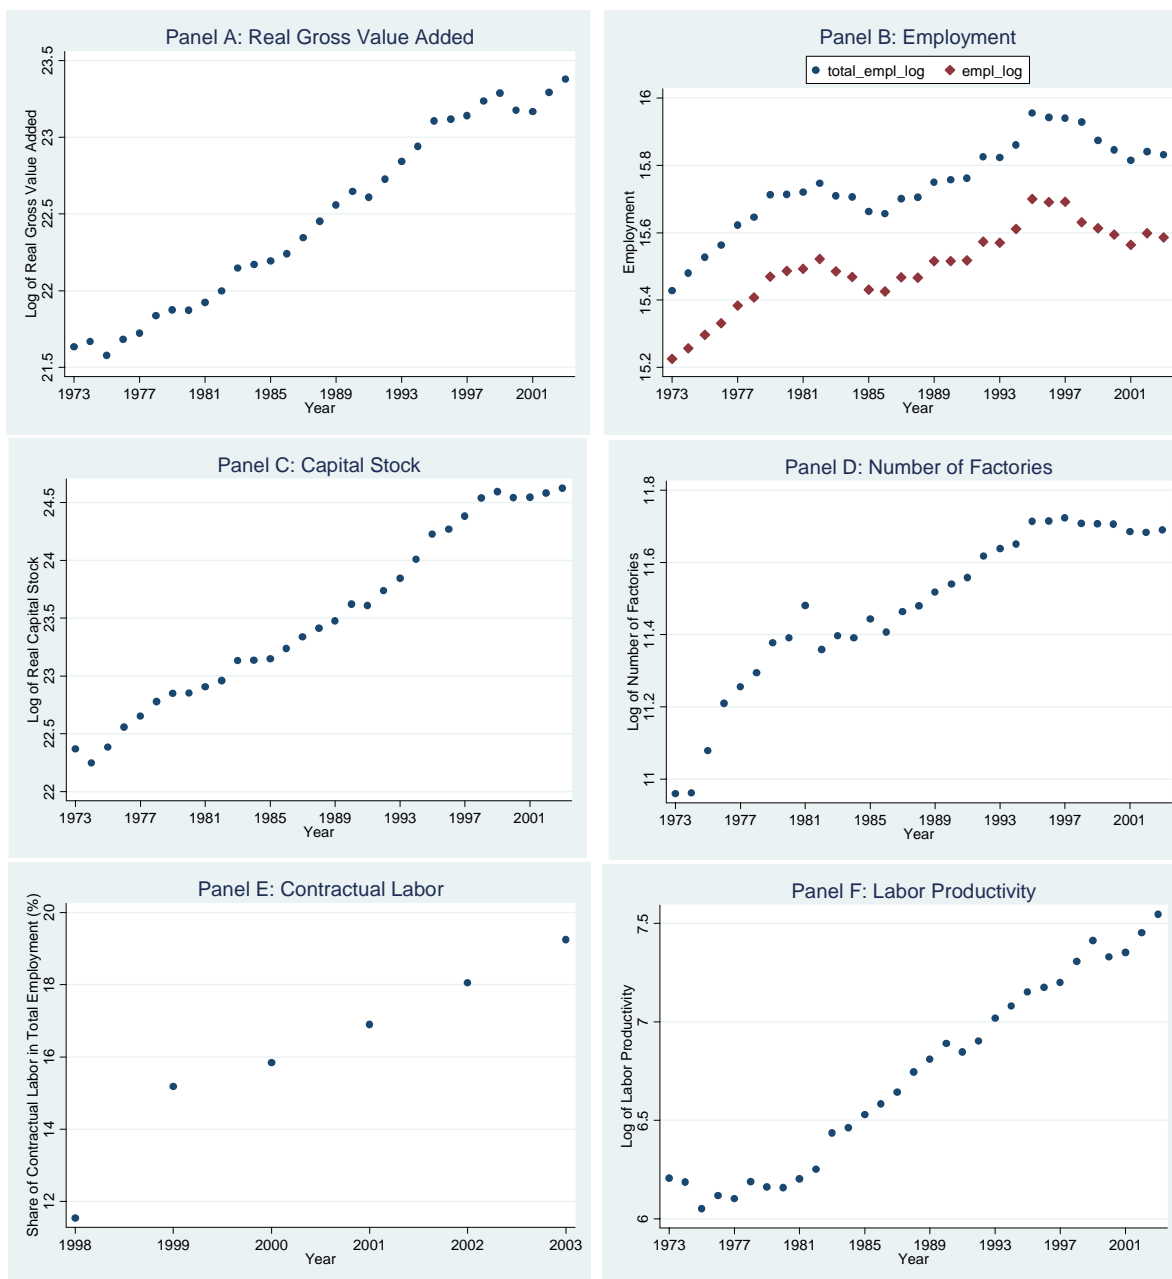 Panel A: Real Gross Value Added
Log of Real Gross Value Added
23.5
23
22.5
22
21.5
1973 1977 1981 1985 1989 1993 1997 2001
Year
Panel B: Employment
total_empl_log empl_log
Employment
16
15.8
15.6
15.4
15.2
1973 1977 1981 1985 1989 1993 1997 2001
Year
Panel C: Capital Stock
Log of Real Capital Stock
24.5
24
23.5
23
22.5
22
1973 1977 1981 1985 1989 1993 1997 2001
Year
Panel D: Number of Factories
Log of Number of Factories
11.8
11.6
11.4
11.2
11
1973 1977 1981 1985 1989 1993 1997 2001
Year
Panel E: Contractual Labor
Share of Contractual Labor in Total Employment (%)
20
18
16
14
12
1998 1999 2000 2001 2002 2003
Year
Panel F: Labor Productivity
Log of Labor Productivity
7.5
7
6.5
6
1973 1977 1981 1985 1989 1993 1997 2001
Year